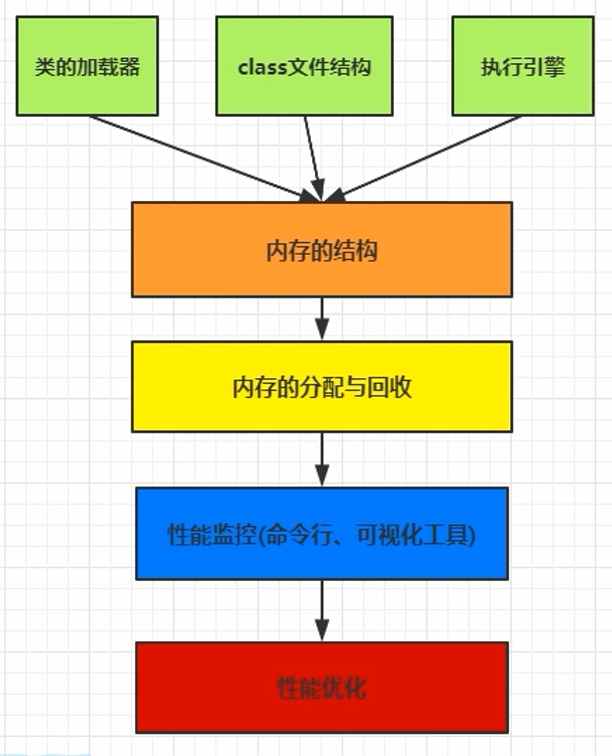 类的加载器
class文件结构
执行引擎
内存的结构
内存的分配与回收
性能监控(命令行、可视化工具)
性能优化